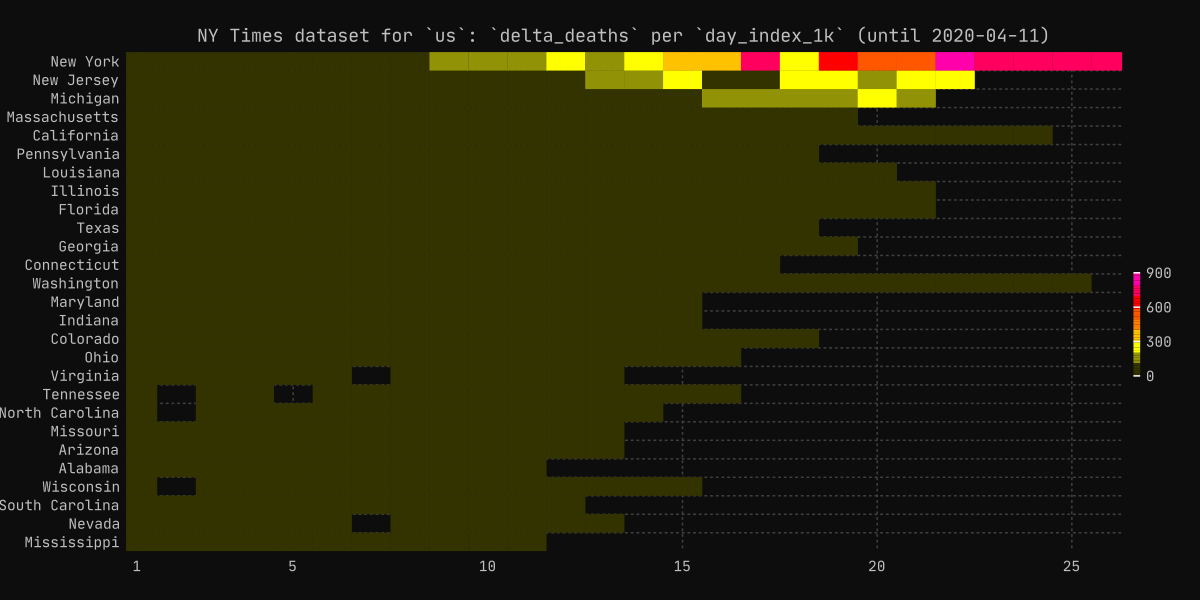 NY Times dataset for `us`: `delta_deaths` per `day_index_1k` (until 2020-04-11)
New York
New Jersey
Michigan
Massachusetts
California
Pennsylvania
Louisiana
Illinois
Florida
Texas
Georgia
Connecticut
Washington
Maryland
Indiana
Colorado
Ohio
Virginia
Tennessee
North Carolina
Missouri
Arizona
Alabama
Wisconsin
South Carolina
Nevada
Mississippi
1 5 10 15 20 25
900
600
300
0